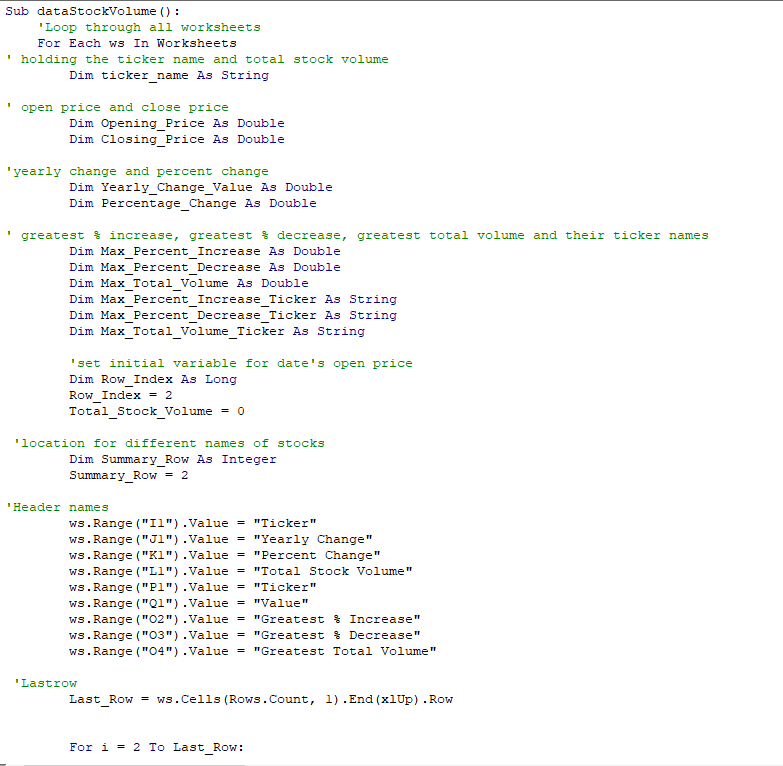 Sub dataStockVolume():
'Loop through all worksheets
For Each ws In Worksheets
' holding the ticker name and total stock volume
Dim ticker_name As String
' open price and close price
Dim Opening_Price As Double
Dim Closing_Price As Double
'yearly change and percent change
Dim Yearly_Change_Value As Double
Dim Percentage_Change As Double
' greatest % increase, greatest % decrease, greatest total volume and their ticker names
Dim Max_Percent_Increase As Double
Dim Max_Percent_Decrease As Double
Dim Max_Total_Volume As Double
Dim Max_Percent_Increase_Ticker As String
Dim Max_Percent_Decrease_Ticker As String
Dim Max_Total_Volume_Ticker As String
'set initial variable for date's open price
Dim Row_Index As Long
Row_Index = 2
Total_Stock_Volume = 0
'location for different names of stocks
Dim Summary_Row As Integer
Summary_Row = 2
'Header names
ws.Range("I1").Value = "Ticker"
ws.Range("J1").Value = "Yearly Change"
ws.Range("K1").Value = "Percent Change"
ws.Range("L1").Value = "Total Stock Volume"
ws.Range("P1").Value = "Ticker"
ws.Range("Q1").Value = "Value"
ws.Range("O2").Value = "Greatest % Increase"
ws.Range("O3").Value = "Greatest % Decrease"
ws.Range("O4").Value = "Greatest Total Volume"
'Lastrow
Last_Row = ws.Cells(Rows.Count, 1).End(xlUp).Row
For i = 2 To Last_Row: